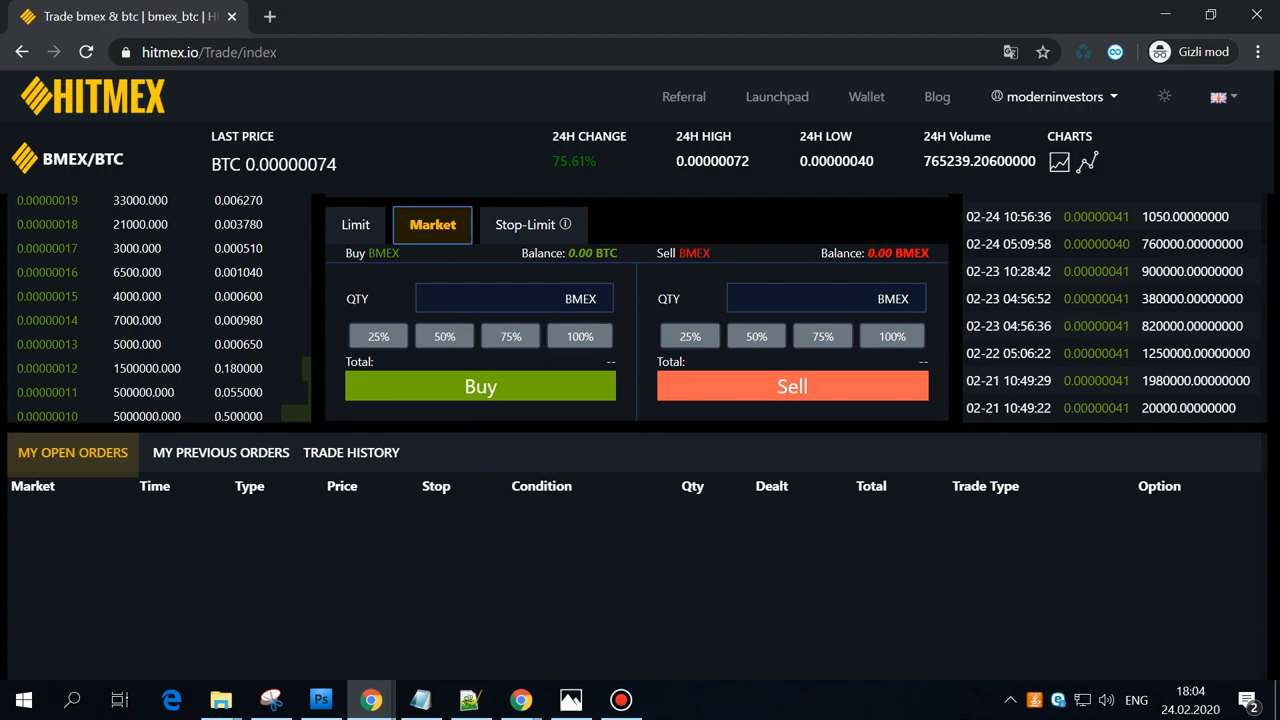 Trade bmex & btc | bmex_btc | Hi
hitmex.io/Trade/index
Gizli mod
HITMEX
Referral Launchpad Wallet Blog moderninvestors
BMEX/BTC
LAST PRICE 24H CHANGE 24H HIGH 24H LOW 24H Volume CHARTS
BTC 0.00000074 75.61% 0.00000072 0.00000040 765239.20600000
0.00000019 33000.000 0.006270
0.00000018 21000.000 0.003780
0.00000017 3000.000 0.000510
0.00000016 6500.000 0.001040
0.00000015 4000.000 0.000600
0.00000014 7000.000 0.000980
0.00000013 5000.000 0.000650
0.00000012 1500000.000 0.180000
0.00000011 500000.000 0.055000
0.00000010 5000000.000 0.500000
Limit Market Stop-Limit
Buy BMEX Balance: 0.00 BTC
QTY BMEX
25% 50% 75% 100%
Total: --
Buy
Sell BMEX Balance: 0.00 BMEX
QTY BMEX
25% 50% 75% 100%
Total: --
Sell
02-24 10:56:36 0.00000041 1050.00000000
02-24 05:09:58 0.00000040 760000.00000000
02-23 10:28:42 0.00000041 900000.00000000
02-23 04:56:52 0.00000041 380000.00000000
02-23 04:56:36 0.00000041 820000.00000000
02-22 05:06:22 0.00000041 1250000.00000000
02-21 10:49:29 0.00000041 1980000.00000000
02-21 10:49:22 0.00000041 20000.00000000
MY OPEN ORDERS MY PREVIOUS ORDERS TRADE HISTORY
Market Time Type Price Stop Condition Qty Dealt Total Trade Type Option
Ps
ENG
18:04
24.02.2020
2